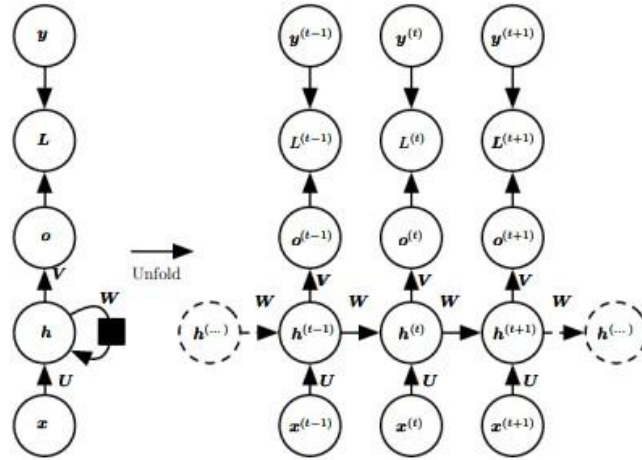 y y^(t−1) y^(t) y^(t+1)
L L^(t−1) L^(t) L^(t+1)
o o^(t−1) o^(t) o^(t+1)
Unfold
V V V V
W W W W W
h h^(...) h^(t−1) h^(t) h^(t+1) h^(...)
U U U U
x x^(t−1) x^(t) x^(t+1)